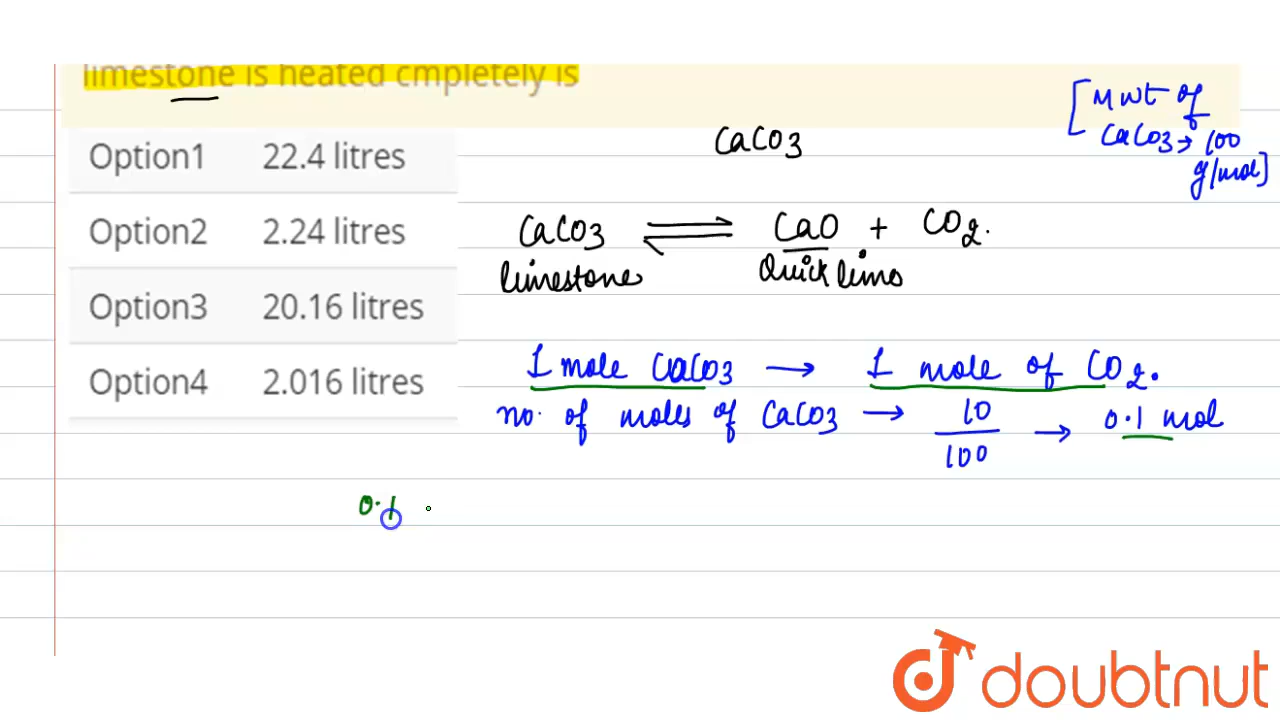 limestone is heated cmpletely is
[M wt of
CaCO3 → 100
g/mol]
CaCO3
Option1 22.4 litres
Option2 2.24 litres
Option3 20.16 litres
Option4 2.016 litres
CaCO3 ⇌ CaO + CO2.
limestone Quick lime
1 mole CaCO3 → 1 mole of CO2.
no. of moles of CaCO3 → 10/100 → 0.1 mol
0.1
doubtnut